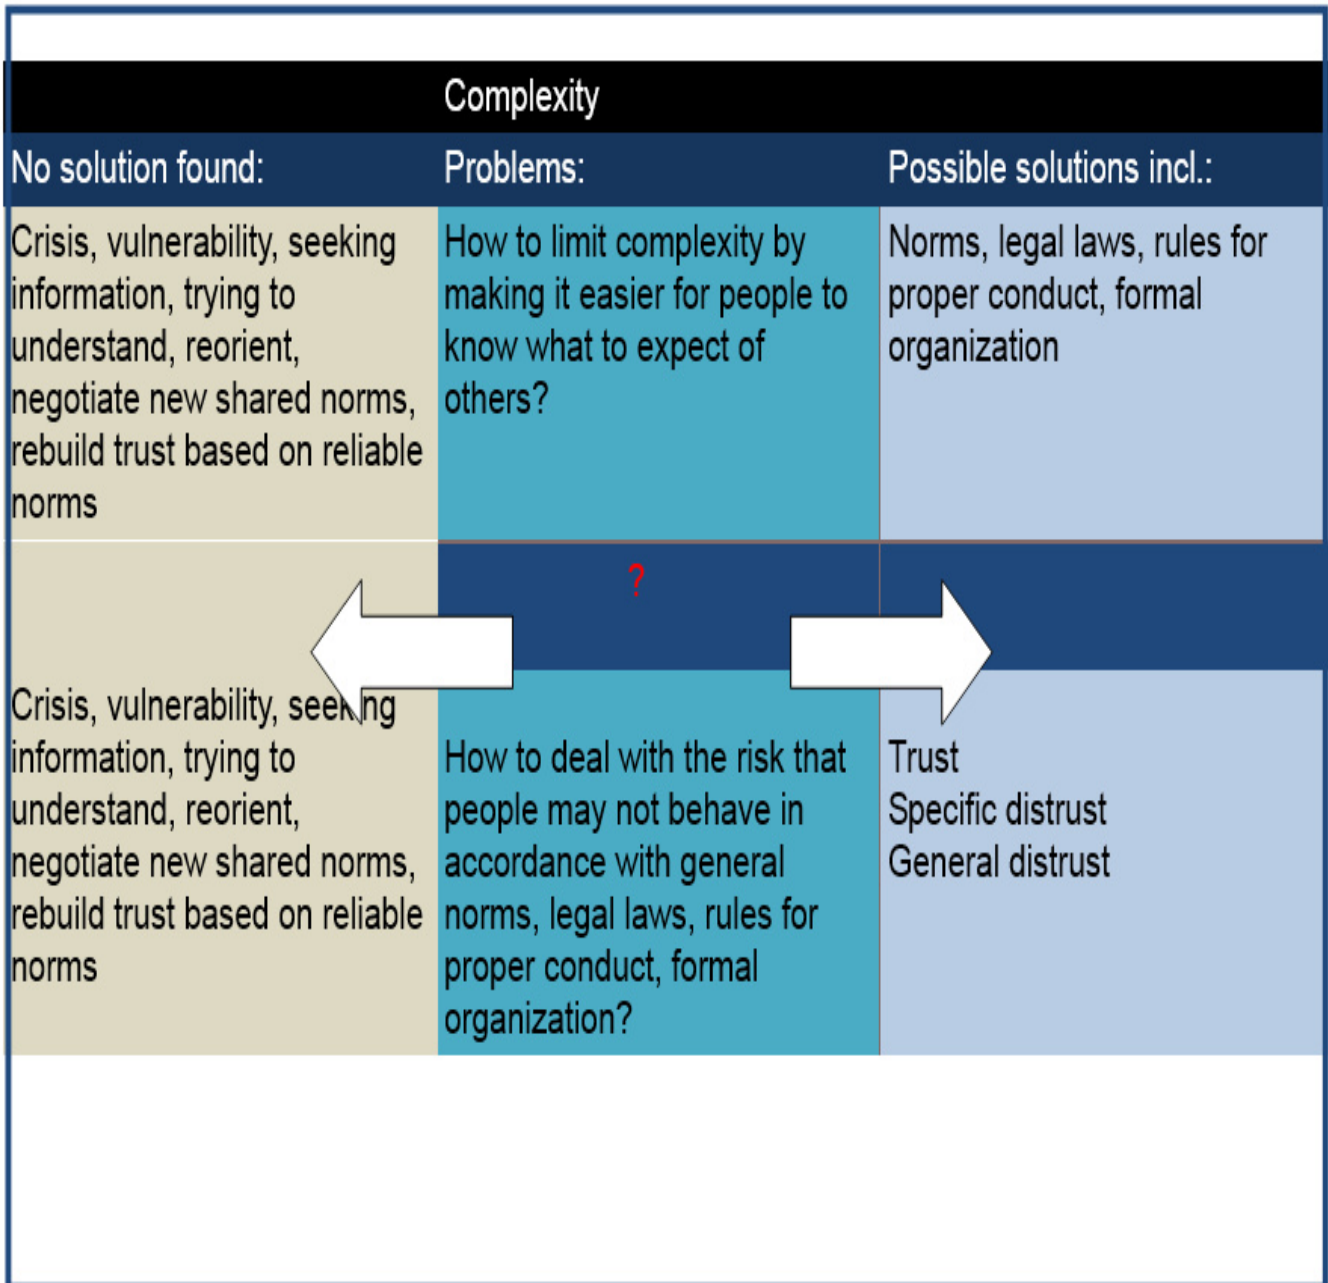 Complexity
No solution found:
Problems:
Possible solutions incl.:
Crisis, vulnerability, seeking
information, trying to
understand, reorient,
negotiate new shared norms,
rebuild trust based on reliable
norms
How to limit complexity by
making it easier for people to
know what to expect of
others?
Norms, legal laws, rules for
proper conduct, formal
organization
?
Crisis, vulnerability, seeking
information, trying to
understand, reorient,
negotiate new shared norms,
rebuild trust based on reliable
norms
How to deal with the risk that
people may not behave in
accordance with general
norms, legal laws, rules for
proper conduct, formal
organization?
Trust
Specific distrust
General distrust